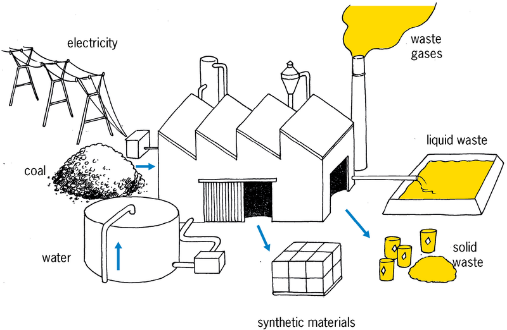 electricity
waste
gases
liquid waste
coal
water
solid
waste
synthetic materials